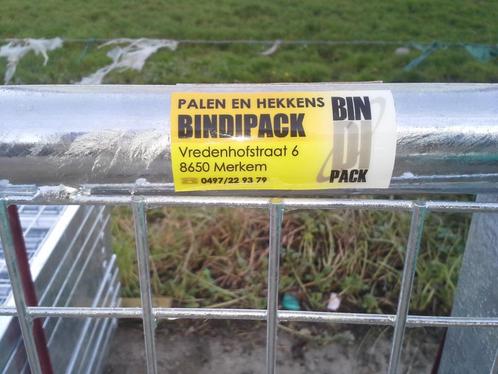 PALEN EN HEKKENS
BINDIPACK
Vredenhofstraat 6
8650 Merkem
☎ 0497/22 93 79
BIN
DI
PACK